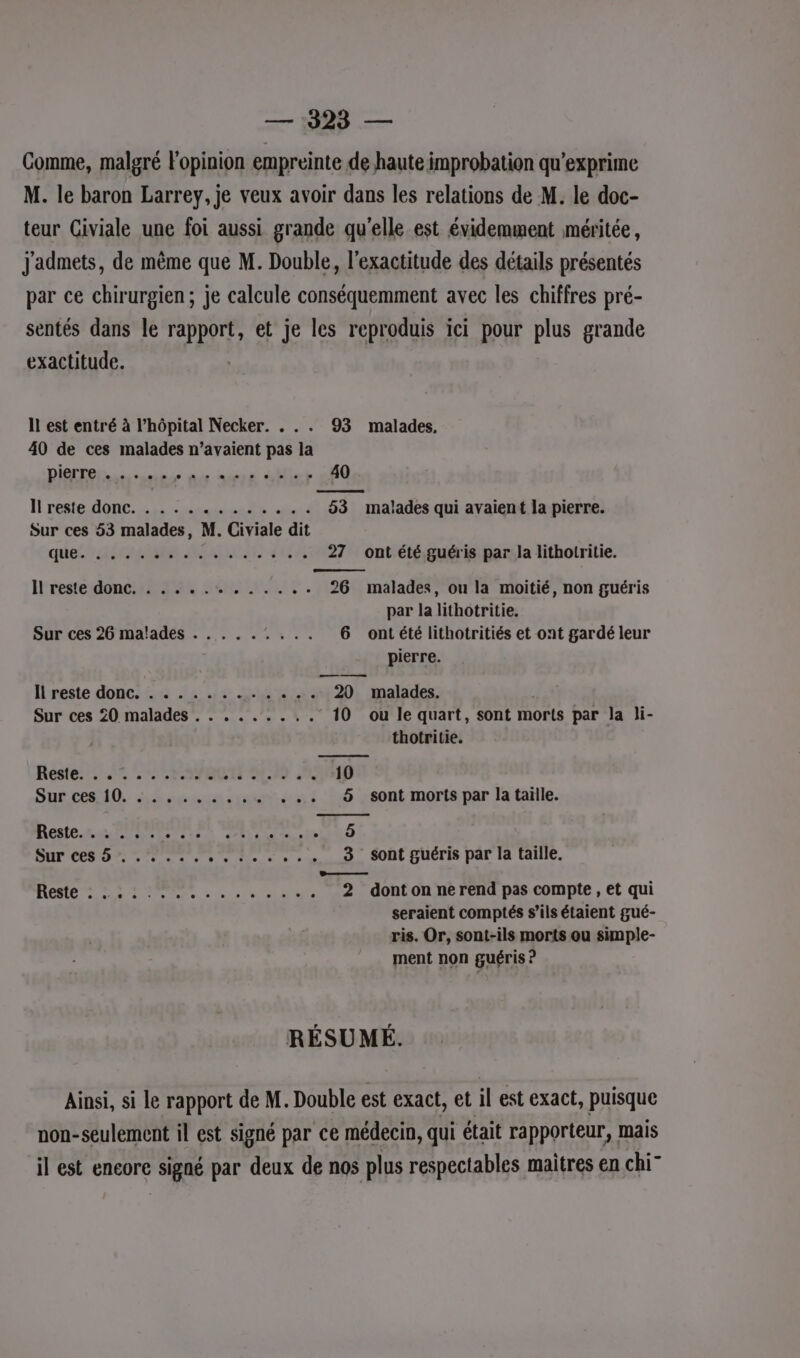 — 323 —
Comme, malgré l'opinion empreinte de haute improbation qu'exprime
M. le baron Larrey, je veux avoir dans les relations de M. le doc-
teur Civiale une foi aussi grande qu'elle est évidemment méritée,
j'admets, de même que M. Double, l'exactitude des détails présentés
par ce chirurgien; je calcule conséquemment avec les chiffres pré-
sentés dans le rapport, et je les reproduis ici pour plus grande
exactitude.
Il est entré à l'hôpital Necker. . . . 93 malades.
40 de ces malades n'avaient pas la
pierre . . . . . . . . . . . . . . . 40
Il reste donc. . . . . . . . . . . . . 53 malades qui avaient la pierre.
Sur ces 53 malades, M. Civiale dit
que. . . . . . . . . . . . . . . . . 27 ont été guéris par la lithotritie.
Il reste donc. . . . . . . . . . . . . 26 malades, ou la moitié, non guéris
par la lithotritie.
Sur ces 26 malades . . . . . . . . . 6 ont été lithotritiés et ont gardé leur
pierre.
Il reste donc. . . . . . . . . . . . . 20 malades.
Sur ces 20 malades . . . . . . . . . 10 ou le quart, sont morts par la li-
thotritie.
Reste. . . . . . . . . . . . . . . . 10
Sur ces 10. . . . . . . . . . . . . . 5 sont morts par la taille.
Reste. . . . . . . . . . . . . . . . 5
Sur ces 5 . . . . . . . . . . . . . . 3 sont guéris par la taille.
Reste . . . . . . . . . . . . . . . . 2 dont on ne rend pas compte, et qui
seraient comptés s'ils étaient gué-
ris. Or, sont-ils morts ou simple-
ment non guéris?
RÉSUMÉ.
Ainsi, si le rapport de M. Double est exact, et il est exact, puisque
non-seulement il est signé par ce médecin, qui était rapporteur, mais
il est encore signé par deux de nos plus respectables maîtres en chi-